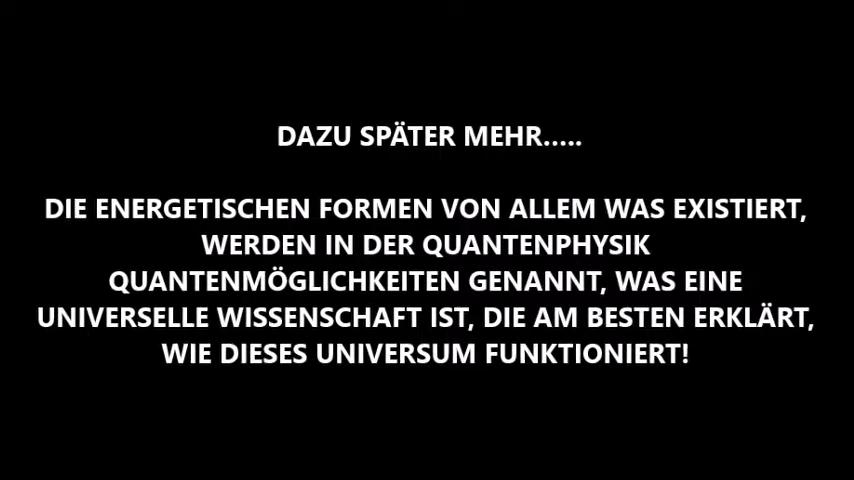 DAZU SPÄTER MEHR.....
DIE ENERGETISCHEN FORMEN VON ALLEM WAS EXISTIERT,
WERDEN IN DER QUANTENPHYSIK
QUANTENMÖGLICHKEITEN GENANNT, WAS EINE
UNIVERSELLE WISSENSCHAFT IST, DIE AM BESTEN ERKLÄRT,
WIE DIESES UNIVERSUM FUNKTIONIERT!